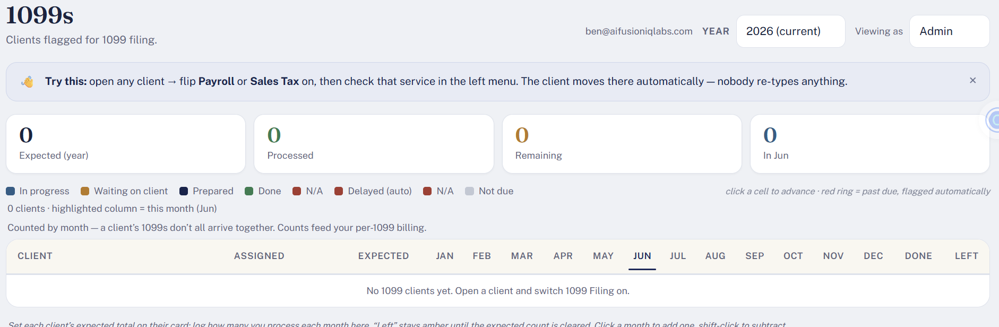 1099s
Clients flagged for 1099 filing.
ben@aifusioniqlabs.com YEAR 2026 (current) Viewing as Admin
Try this: open any client → flip Payroll or Sales Tax on, then check that service in the left menu. The client moves there automatically — nobody re-types anything. ×
0
Expected (year)
0
Processed
0
Remaining
0
In Jun
In progress Waiting on client Prepared Done N/A Delayed (auto) N/A Not due
click a cell to advance · red ring = past due, flagged automatically
0 clients · highlighted column = this month (Jun)
Counted by month — a client’s 1099s don’t all arrive together. Counts feed your per-1099 billing.
CLIENT ASSIGNED EXPECTED JAN FEB MAR APR MAY JUN JUL AUG SEP OCT NOV DEC DONE LEFT
No 1099 clients yet. Open a client and switch 1099 Filing on.
Set each client’s expected total on their card; log how many you process each month here. “Left” stays amber until the expected count is cleared. Click a month to add one, shift-click to subtract.